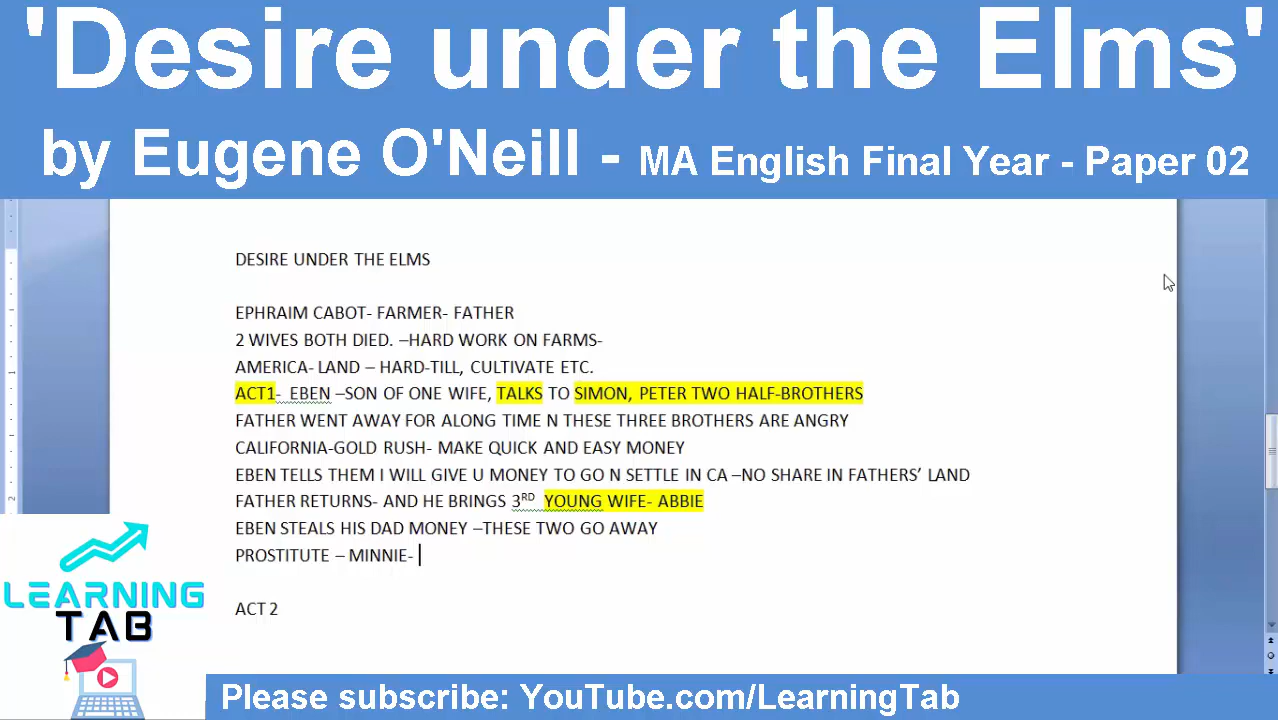 'Desire under the Elms'
by Eugene O'Neill - MA English Final Year - Paper 02
DESIRE UNDER THE ELMS
EPHRAIM CABOT- FARMER- FATHER
2 WIVES BOTH DIED. –HARD WORK ON FARMS-
AMERICA- LAND – HARD-TILL, CULTIVATE ETC.
ACT1- EBEN –SON OF ONE WIFE, TALKS TO SIMON, PETER TWO HALF-BROTHERS
FATHER WENT AWAY FOR ALONG TIME N THESE THREE BROTHERS ARE ANGRY
CALIFORNIA-GOLD RUSH- MAKE QUICK AND EASY MONEY
EBEN TELLS THEM I WILL GIVE U MONEY TO GO N SETTLE IN CA –NO SHARE IN FATHERS’ LAND
FATHER RETURNS- AND HE BRINGS 3RD YOUNG WIFE- ABBIE
EBEN STEALS HIS DAD MONEY –THESE TWO GO AWAY
PROSTITUTE – MINNIE-
ACT 2
LEARNING
TAB
Please subscribe: YouTube.com/LearningTab